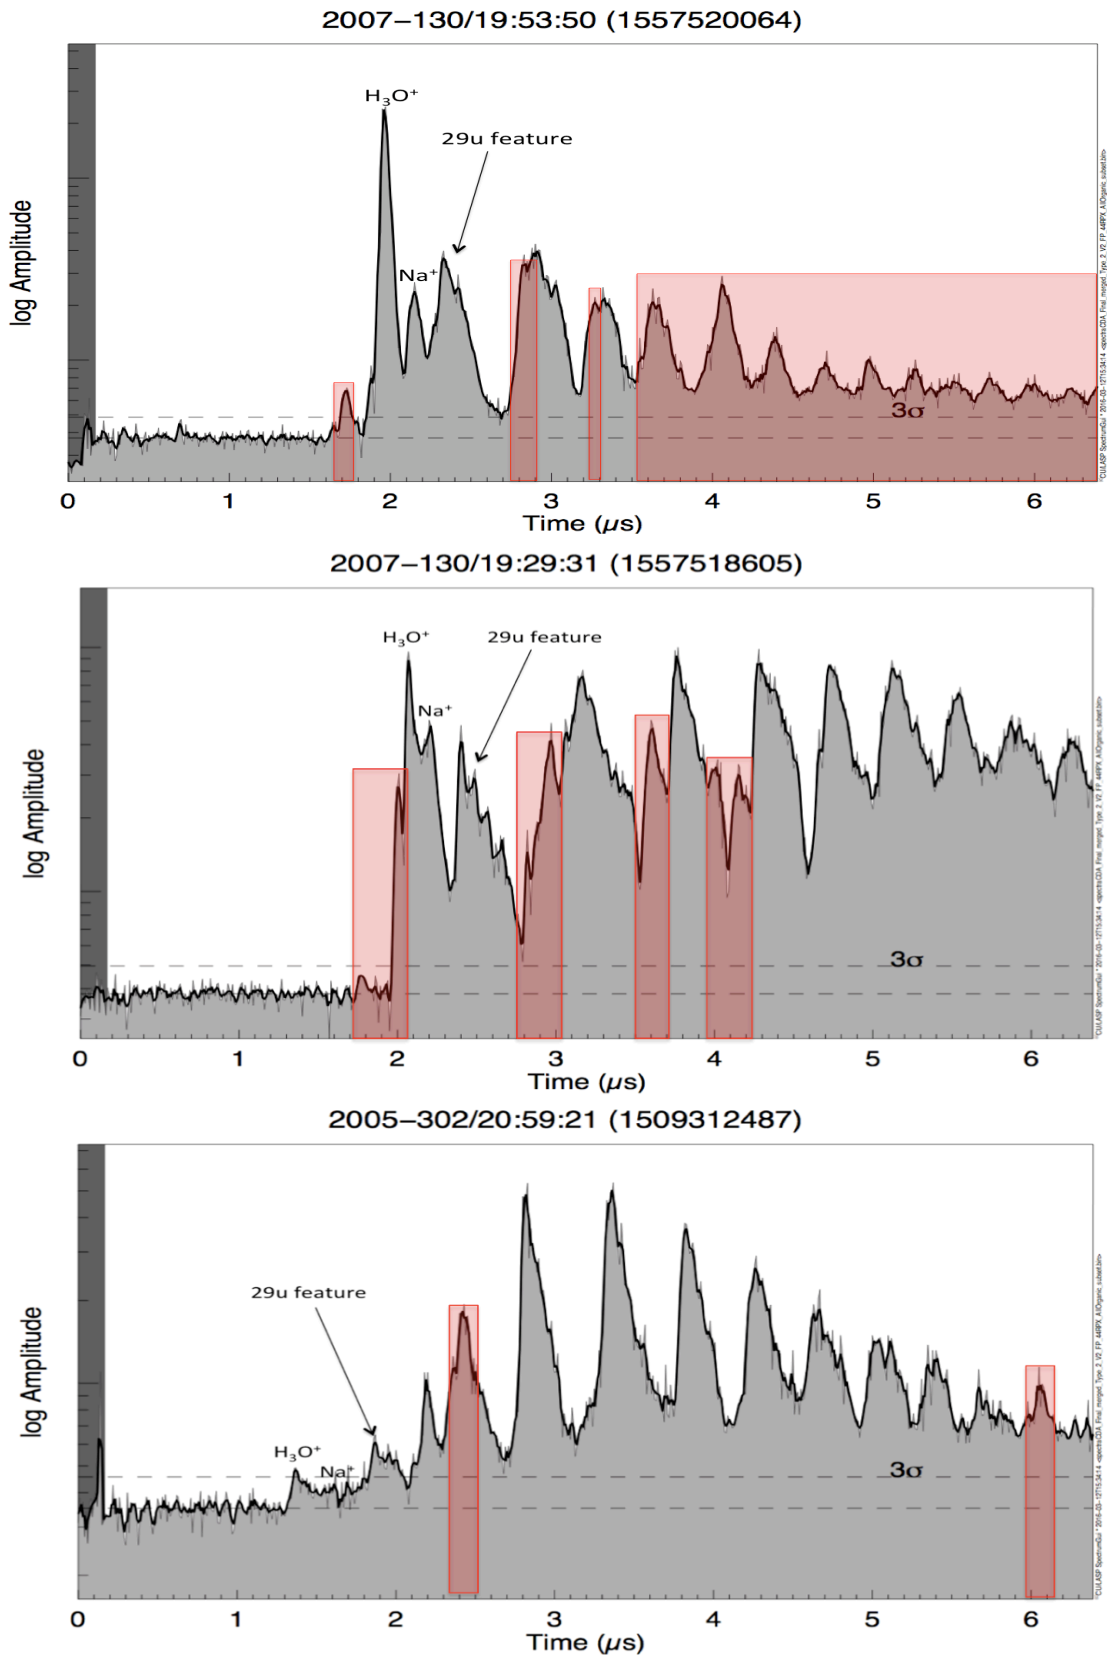 2007−130/19:53:50 (1557520064)
H₃O⁺
29u feature
Na⁺
log Amplitude
3σ
0 1 2 3 4 5 6
Time (μs)
2007−130/19:29:31 (1557518605)
H₃O⁺
29u feature
Na⁺
log Amplitude
3σ
0 1 2 3 4 5 6
Time (μs)
2005−302/20:59:21 (1509312487)
29u feature
H₃O⁺
Na⁺
log Amplitude
3σ
0 1 2 3 4 5 6
Time (μs)